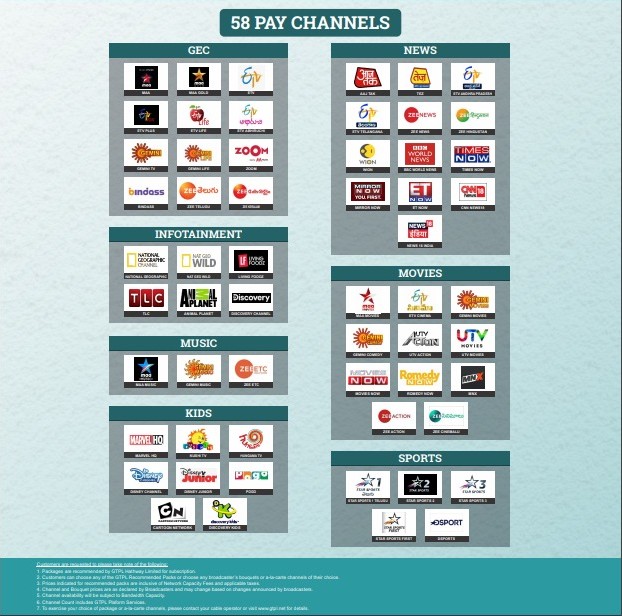 58 PAY CHANNELS
GEC
MAA
MAA GOLD
ETV
ETV PLUS
ETV LIFE
ETV ABHIRUCHI
GEMINI TV
GEMINI LIFE
ZOOM
BINDASS
ZEE TELUGU
INFOTAINMENT
NATIONAL GEOGRAPHIC
NAT GEO WILD
LIVING FOODZ
TLC
ANIMAL PLANET
DISCOVERY CHANNEL
MUSIC
MAA MUSIC
GEMINI MUSIC
ZEE ETC
KIDS
MARVEL HQ
KUSHI TV
HUNGAMA TV
DISNEY CHANNEL
DISNEY JUNIOR
POGO
CARTOON NETWORK
DISCOVERY KIDS
NEWS
आज तक
AAJ TAK
तेज़
TEZ
ETV ANDHRA PRADESH
ETV TELANGANA
ZEE NEWS
ZEE HINDUSTAN
WION
BBC WORLD NEWS
TIMES NOW
MIRROR NOW
ET NOW
CNN NEWS18
NEWS 18 INDIA
MOVIES
MAA MOVIES
ETV CINEMA
GEMINI MOVIES
GEMINI COMEDY
UTV ACTION
UTV MOVIES
MOVIES NOW
ROMEDY NOW
MNX
ZEE ACTION
ZEE CINEMALU
SPORTS
STAR SPORTS 1 TELUGU
STAR SPORTS 2
STAR SPORTS 3
STAR SPORTS FIRST
DSPORTS
Customers are requested to please take note of the following:
1. Packages are recommended by GTPL Hathway Limited for subscription.
2. Customers can choose any of the GTPL Recommended Packs or choose any broadcaster's bouquets or a-la-carte channels of their choice.
3. Prices indicated for recommended packs are inclusive of Network Capacity Fees and applicable taxes.
4. Channel and Bouquet prices are as declared by Broadcasters and may change based on changes announced by broadcasters.
5. Channel availability will be subject to Bandwidth Capacity.
6. Channel Count includes GTPL Platform Services.
7. To exercise your choice of package or a-la-carte channels, please contact your cable operator or visit www.gtpl.net for details.